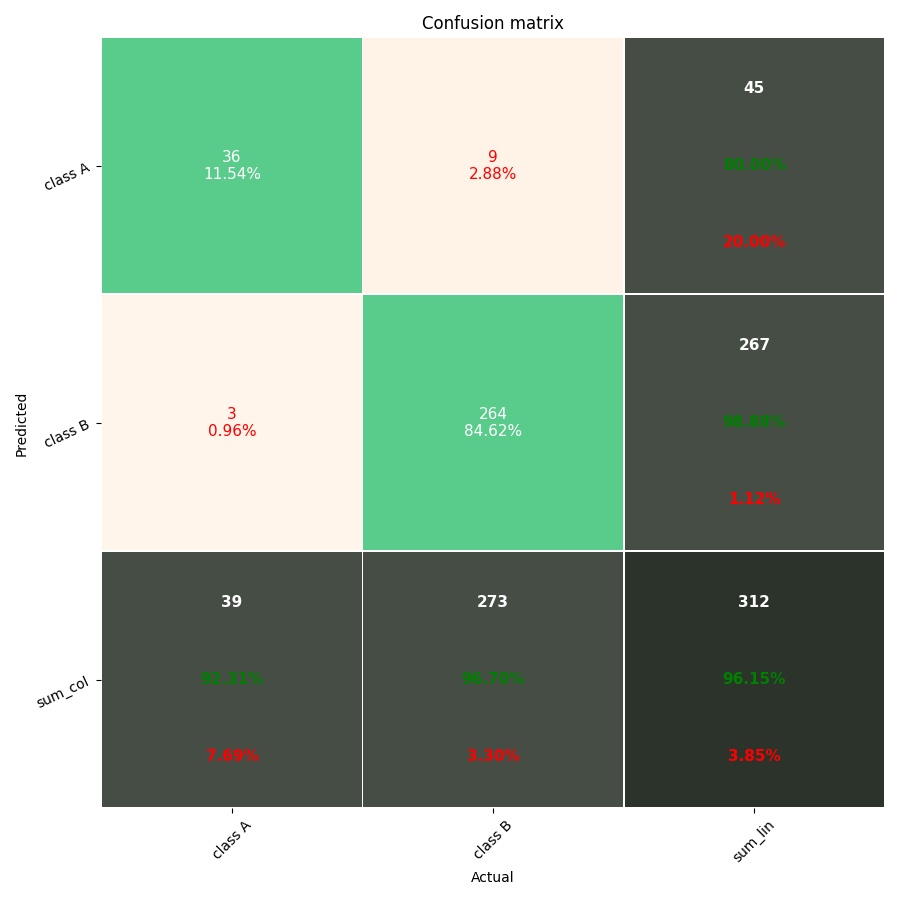 Confusion matrix
class A
36
11.54%
9
2.88%
45
80.00%
20.00%
class B
3
0.96%
264
84.62%
267
98.88%
1.12%
sum_col
39
92.31%
7.69%
273
96.70%
3.30%
312
96.15%
3.85%
Predicted
class A
class B
sum_lin
Actual